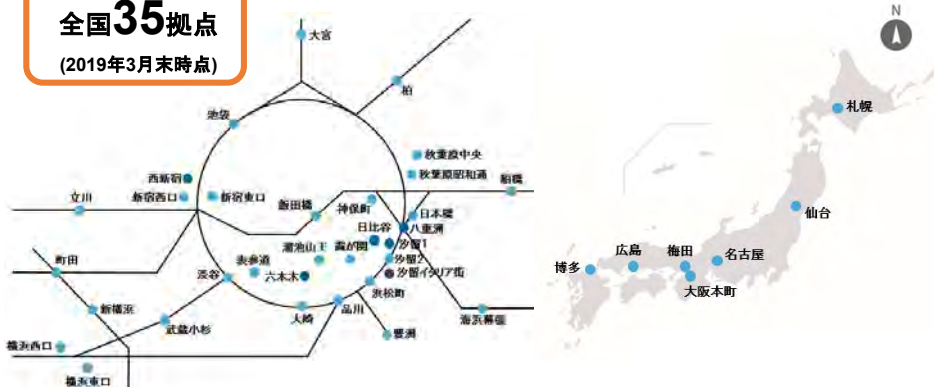 全国35拠点
(2019年3月末時点)
大宮
柏
池袋
秋葉原中央
秋葉原昭和通
船橋
西新宿
新宿西口
新宿東口
立川
飯田橋
神保町
日本橋
八重洲
日比谷
汐留1
溜池山王
霞が関
汐留2
表参道
六本木
汐留イタリア街
町田
渋谷
浜松町
新横浜
武蔵小杉
大崎
品川
海浜幕張
豊洲
横浜西口
横浜東口
N
札幌
仙台
広島
梅田
名古屋
博多
大阪本町